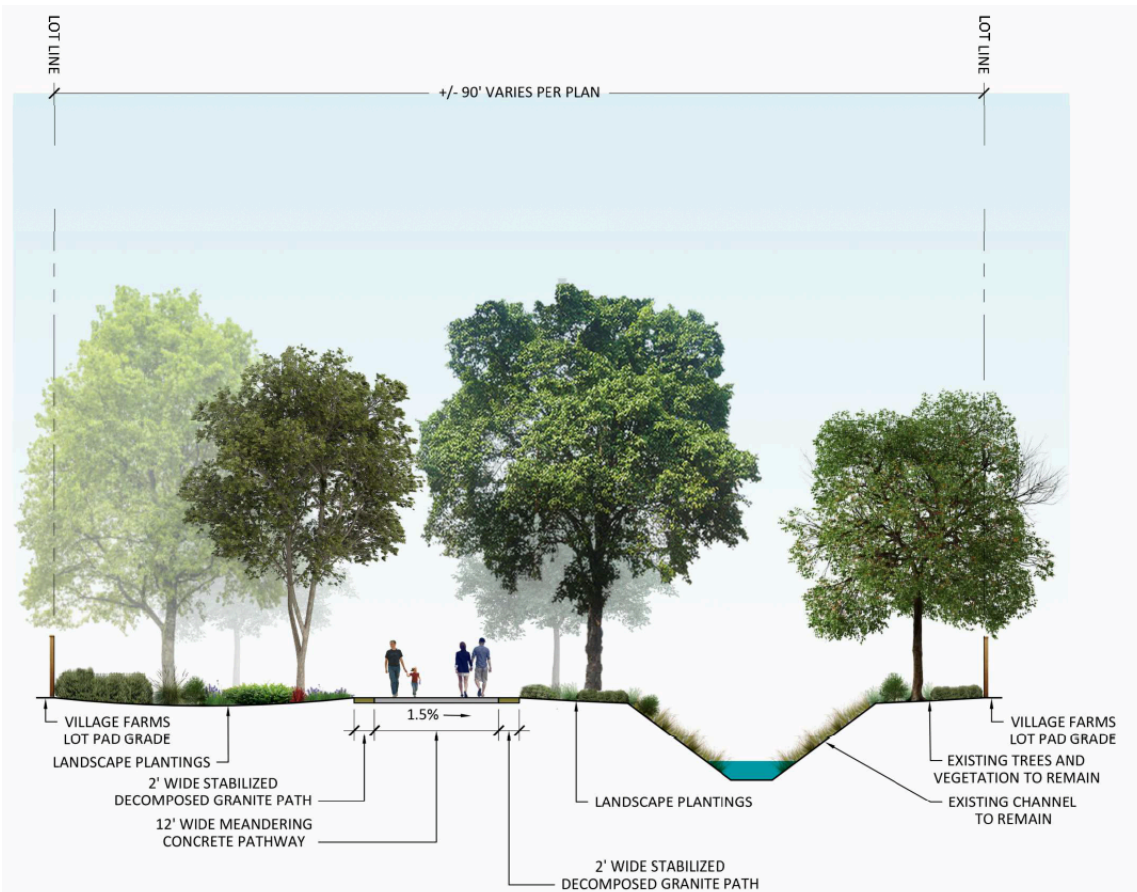 LOT LINE
LOT LINE
+/- 90' VARIES PER PLAN
1.5%
VILLAGE FARMS
LOT PAD GRADE
LANDSCAPE PLANTINGS
2' WIDE STABILIZED
DECOMPOSED GRANITE PATH
12' WIDE MEANDERING
CONCRETE PATHWAY
LANDSCAPE PLANTINGS
2' WIDE STABILIZED
DECOMPOSED GRANITE PATH
VILLAGE FARMS
LOT PAD GRADE
EXISTING TREES AND
VEGETATION TO REMAIN
EXISTING CHANNEL
TO REMAIN